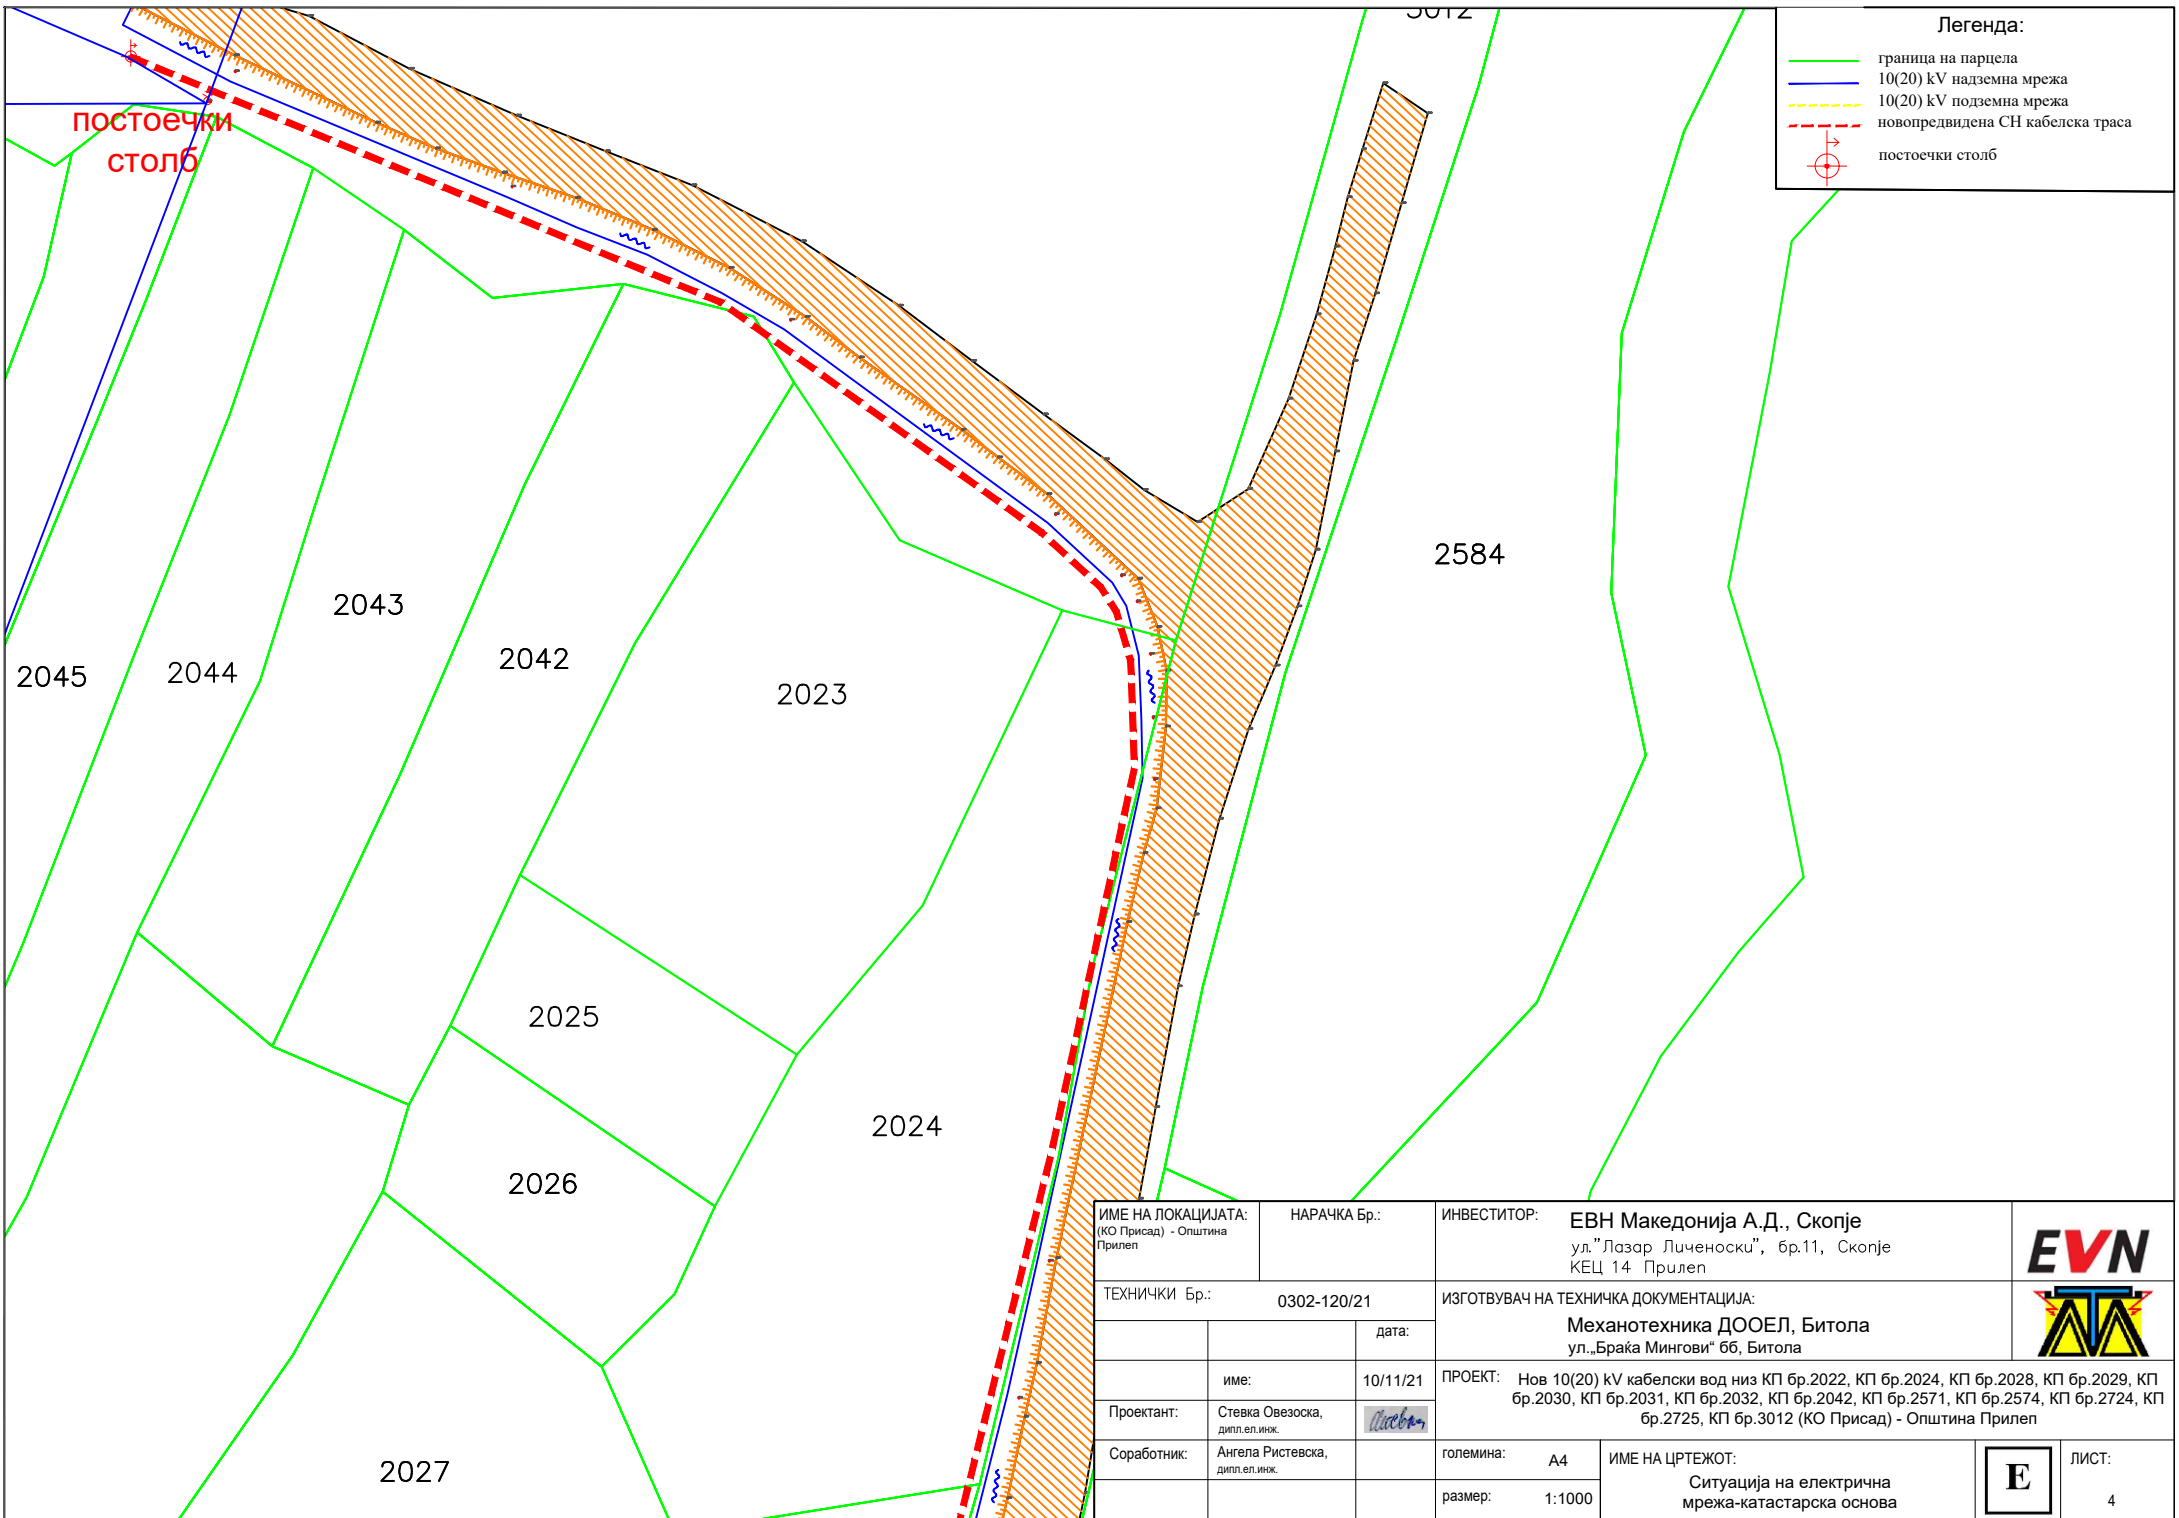 3012
Легенда:
граница на парцела
10(20) kV надземна мрежа
10(20) kV подземна мрежа
новопредвидена СН кабелска траса
постоечки столб
постоечки
столб
2584
2043
2042
2045
2044
2023
2025
2024
2026
2027
ИМЕ НА ЛОКАЦИЈАТА:
(КО Присад) - Општина
Прилеп
НАРАЧКА Бр.:
ИНВЕСТИТОР:
ЕВН Македонија А.Д., Скопје
ул."Лазар Личеноски", бр.11, Скопје
КЕЦ 14 Прилеп
EVN
ТЕХНИЧКИ Бр.:
0302-120/21
ИЗГОТВУВАЧ НА ТЕХНИЧКА ДОКУМЕНТАЦИЈА:
Механотехника ДООЕЛ, Битола
ул.„Браќа Мингови“ бб, Битола
дата:
име:
10/11/21
ПРОЕКТ:
Нов 10(20) kV кабелски вод низ КП бр.2022, КП бр.2024, КП бр.2028, КП бр.2029, КП
бр.2030, КП бр.2031, КП бр.2032, КП бр.2042, КП бр.2571, КП бр.2574, КП бр.2724, КП
бр.2725, КП бр.3012 (КО Присад) - Општина Прилеп
Проектант:
Стевка Овезоска,
дипл.ел.инж.
Соработник:
Ангела Ристевска,
дипл.ел.инж.
големина:
А4
размер:
1:1000
ИМЕ НА ЦРТЕЖОТ:
Ситуација на електрична
мрежа-катастарска основа
Е
ЛИСТ:
4